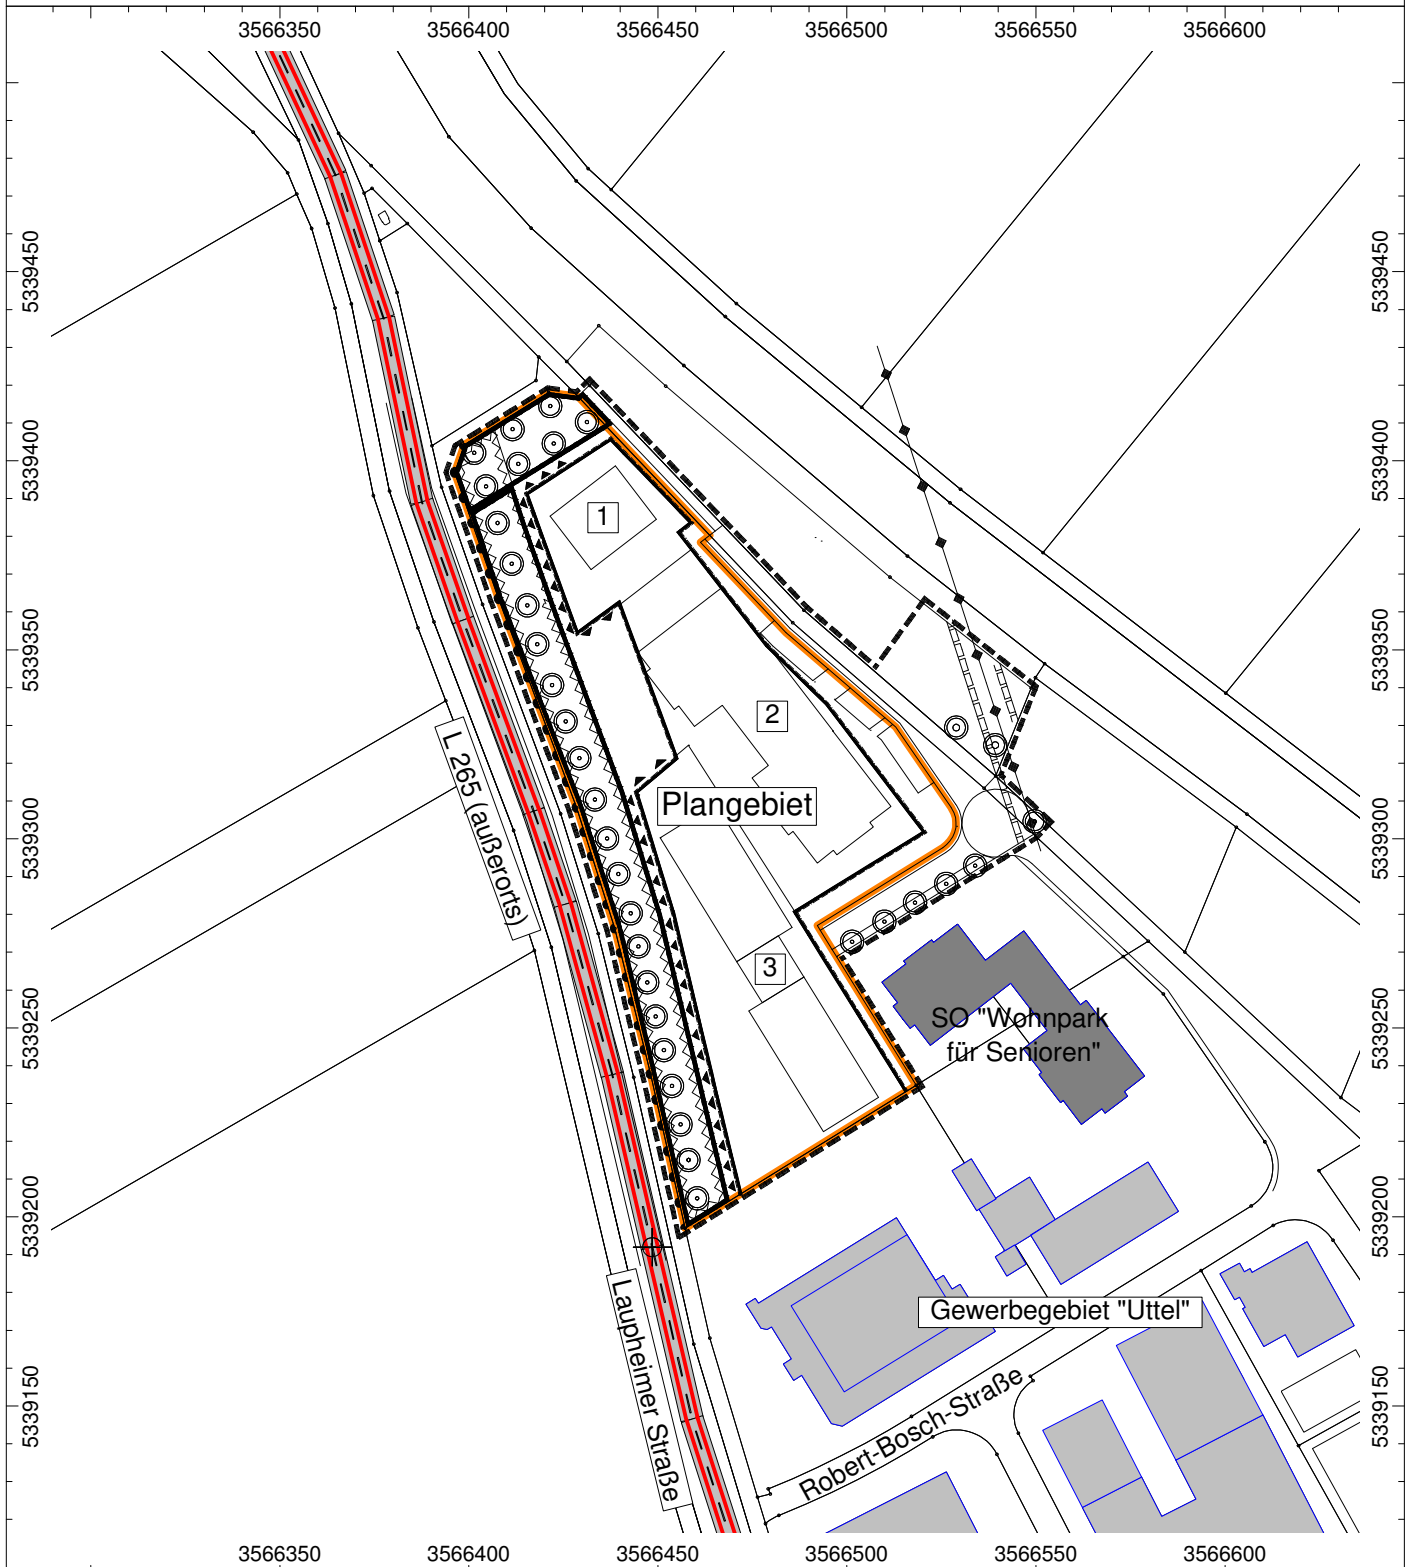 3566350 3566400 3566450 3566500 3566550 3566600
5339450 5339450
5339400 5339400
1
5339350 5339350
2
L 265 (außerorts)
Plangebiet
5339300 5339300
3
SO "Wohnpark
für Senioren"
5339250 5339250
5339200 5339200
Gewerbegebiet "Uttel"
Laupheimer Straße
Robert-Bosch-Straße
5339150 5339150
3566350 3566400 3566450 3566500 3566550 3566600